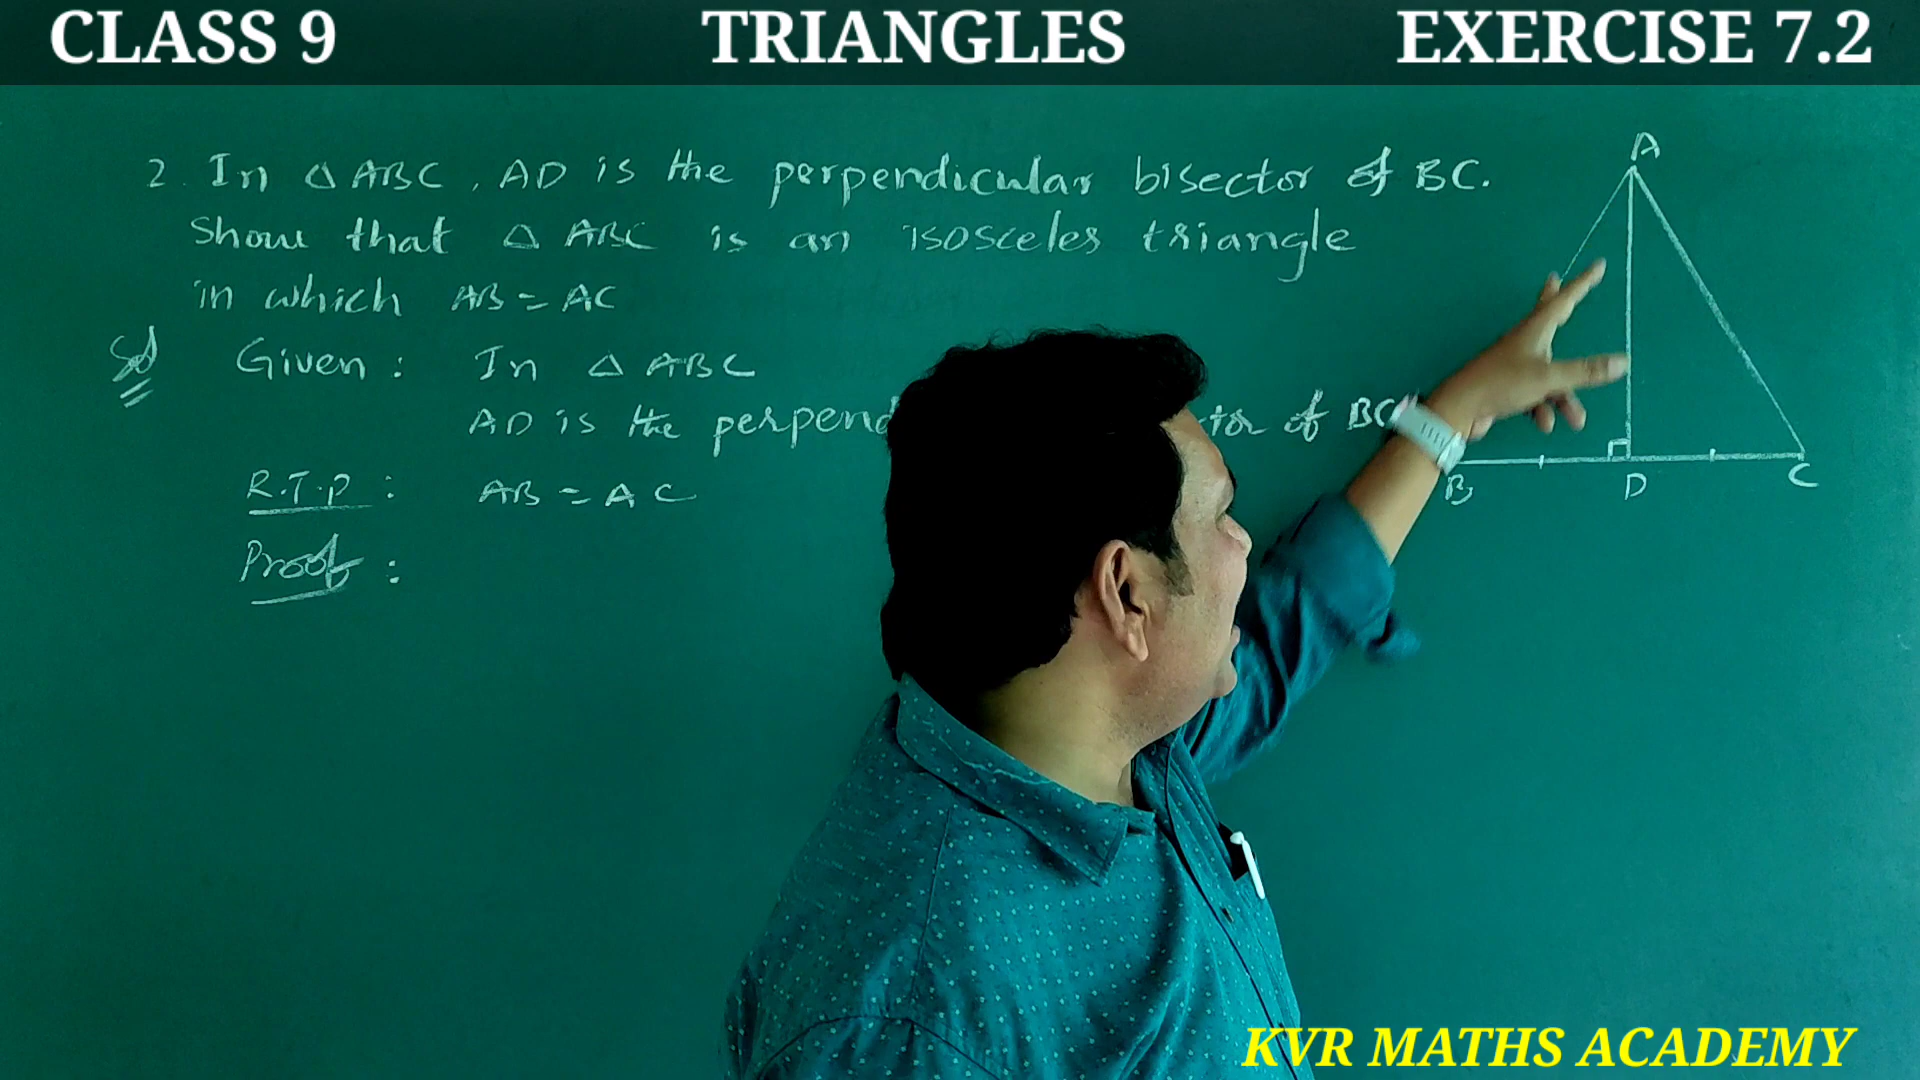 CLASS 9 TRIANGLES EXERCISE 7.2
2. In △ ABC, AD is the perpendicular bisector of BC.
Show that △ ABC is an isosceles triangle
in which AB = AC
Sol Given : In △ ABC
AD is the perpend tor of BC
R.T.P : AB = AC
Proof :
A
B D C
KVR MATHS ACADEMY